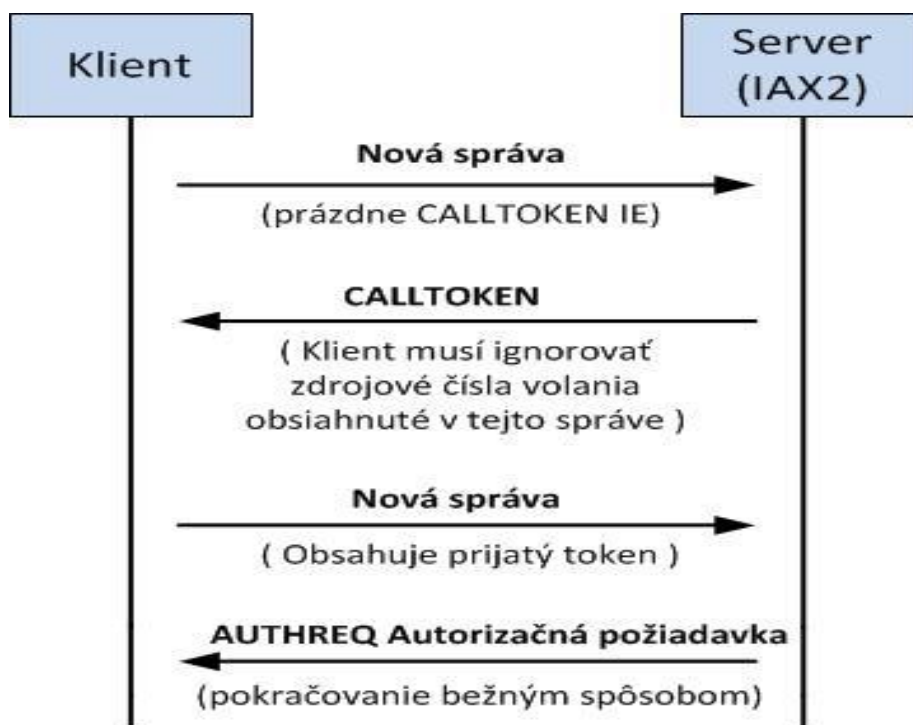 Klient
Server
(IAX2)
Nová správa
(prázdne CALLTOKEN IE)
CALLTOKEN
( Klient musí ignorovať
zdrojové čísla volania
obsiahnuté v tejto správe )
Nová správa
( Obsahuje prijatý token )
AUTHREQ Autorizačná požiadavka
(pokračovanie bežným spôsobom)